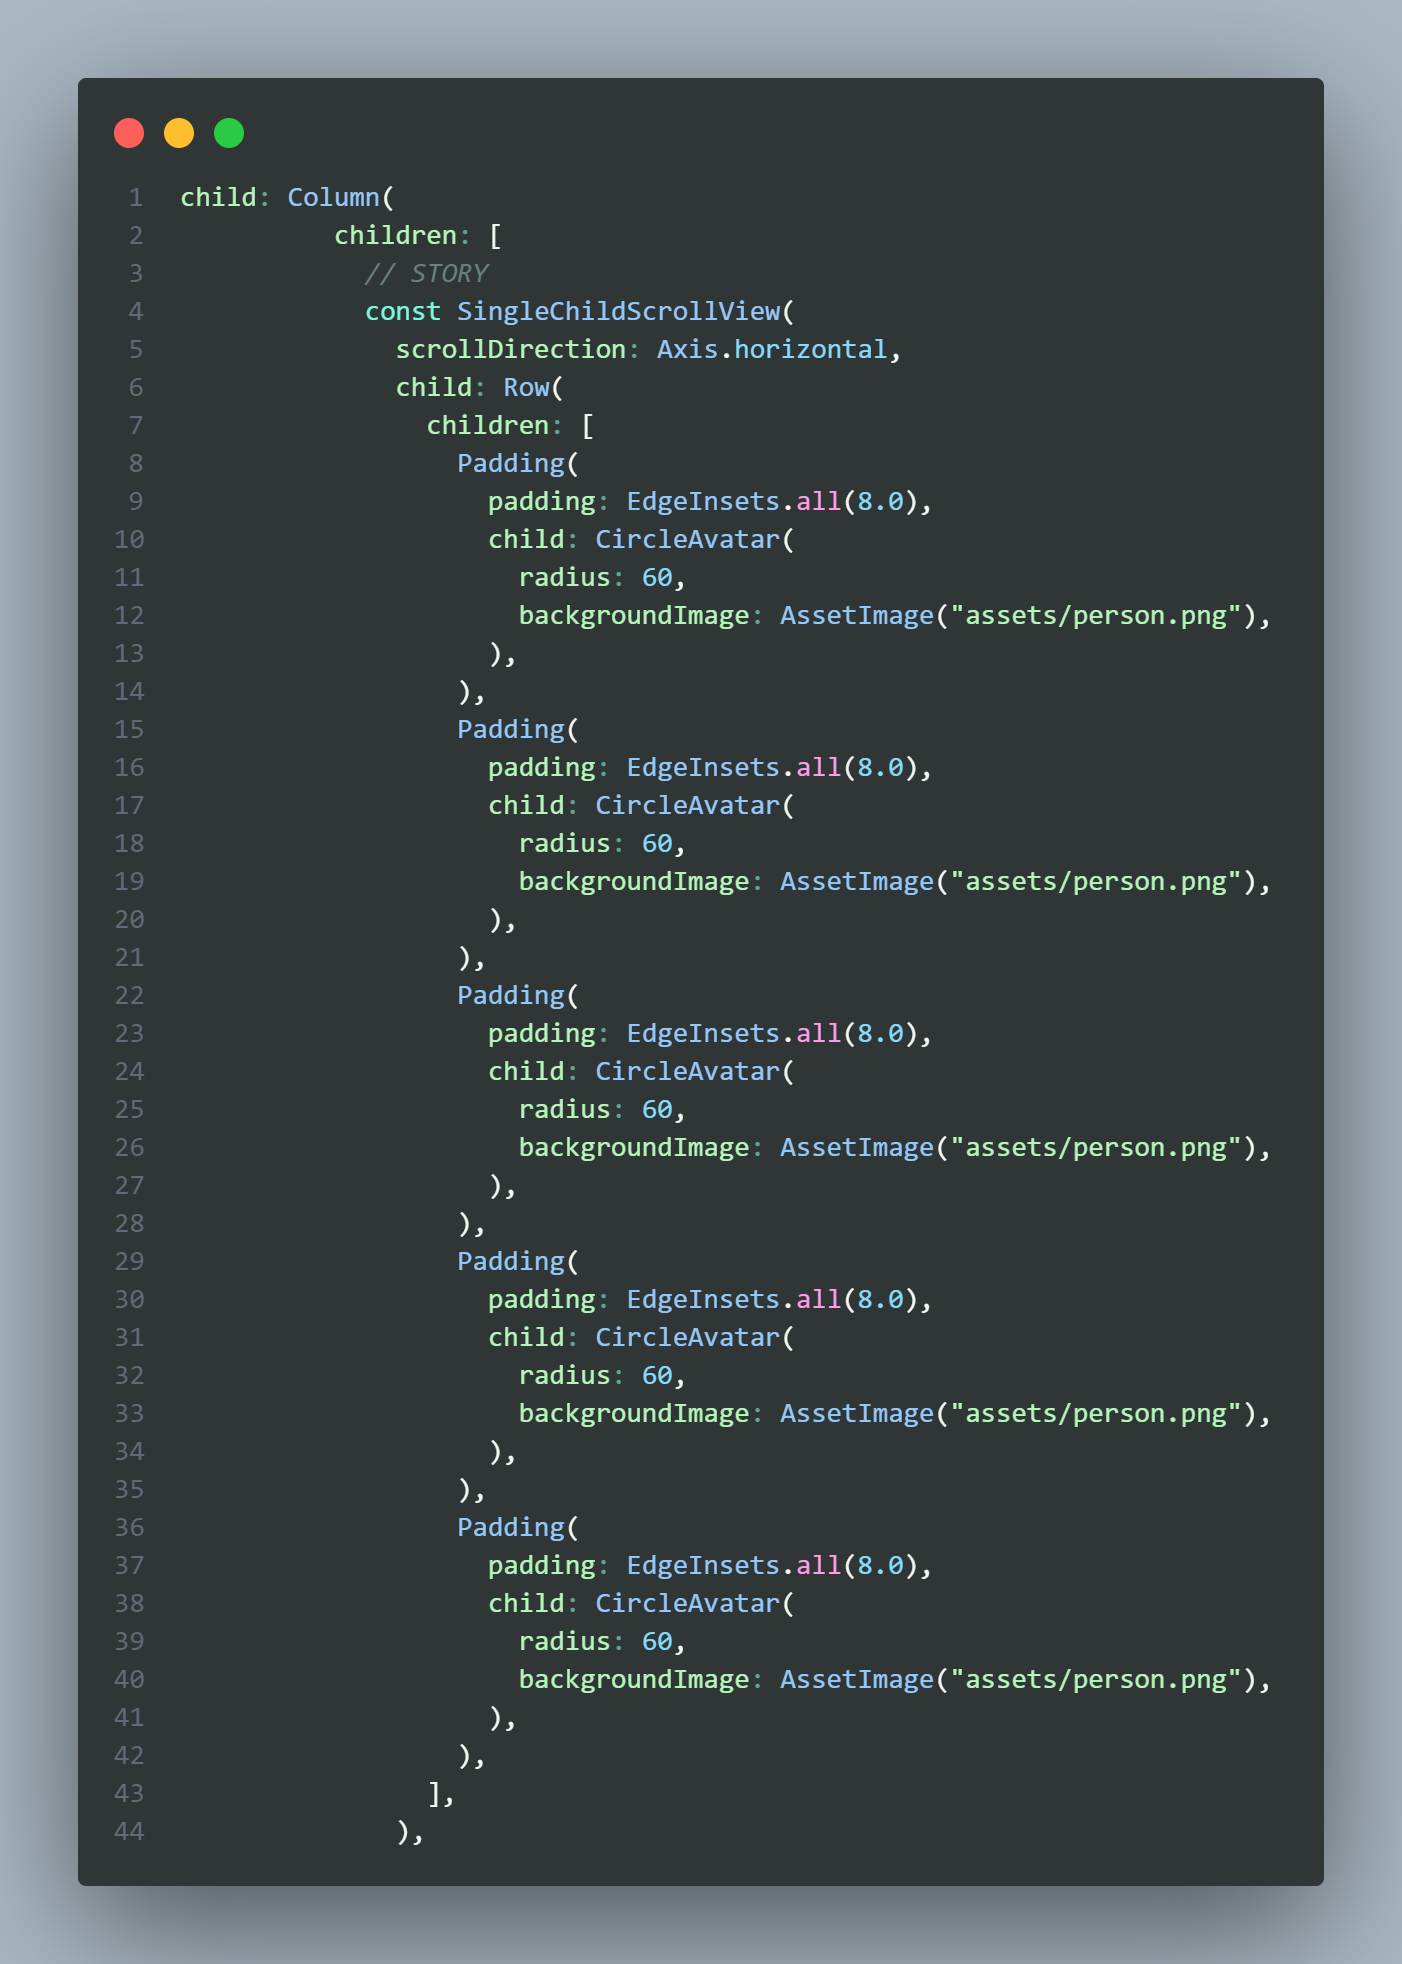 1 child: Column(
2 children: [
3 // STORY
4 const SingleChildScrollView(
5 scrollDirection: Axis.horizontal,
6 child: Row(
7 children: [
8 Padding(
9 padding: EdgeInsets.all(8.0),
10 child: CircleAvatar(
11 radius: 60,
12 backgroundImage: AssetImage("assets/person.png"),
13 ),
14 ),
15 Padding(
16 padding: EdgeInsets.all(8.0),
17 child: CircleAvatar(
18 radius: 60,
19 backgroundImage: AssetImage("assets/person.png"),
20 ),
21 ),
22 Padding(
23 padding: EdgeInsets.all(8.0),
24 child: CircleAvatar(
25 radius: 60,
26 backgroundImage: AssetImage("assets/person.png"),
27 ),
28 ),
29 Padding(
30 padding: EdgeInsets.all(8.0),
31 child: CircleAvatar(
32 radius: 60,
33 backgroundImage: AssetImage("assets/person.png"),
34 ),
35 ),
36 Padding(
37 padding: EdgeInsets.all(8.0),
38 child: CircleAvatar(
39 radius: 60,
40 backgroundImage: AssetImage("assets/person.png"),
41 ),
42 ),
43 ],
44 ),